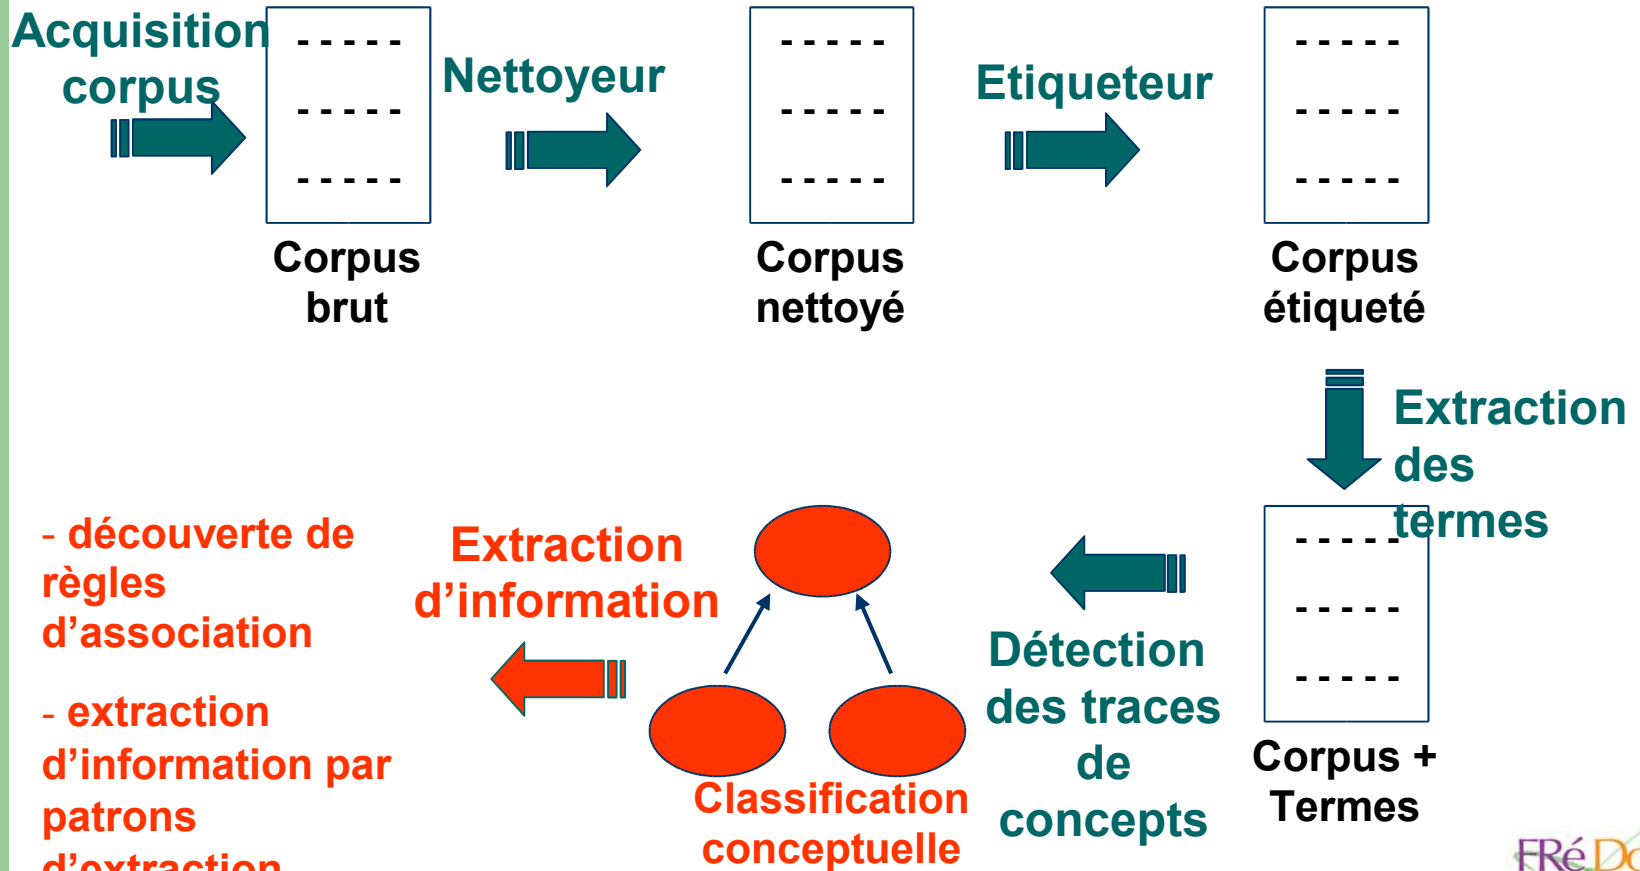 Acquisition
corpus
- - - - -
- - - - -
- - - - -
Corpus
brut
Nettoyeur
- - - - -
- - - - -
- - - - -
Corpus
nettoyé
Etiqueteur
- - - - -
- - - - -
- - - - -
Corpus
étiqueté
Extraction
des
termes
- - - - -
- - - - -
- - - - -
Corpus +
Termes
Détection
des traces
de
concepts
Classification
conceptuelle
Extraction
d’information
- découverte de
règles
d’association
- extraction
d’information par
patrons
d’extraction